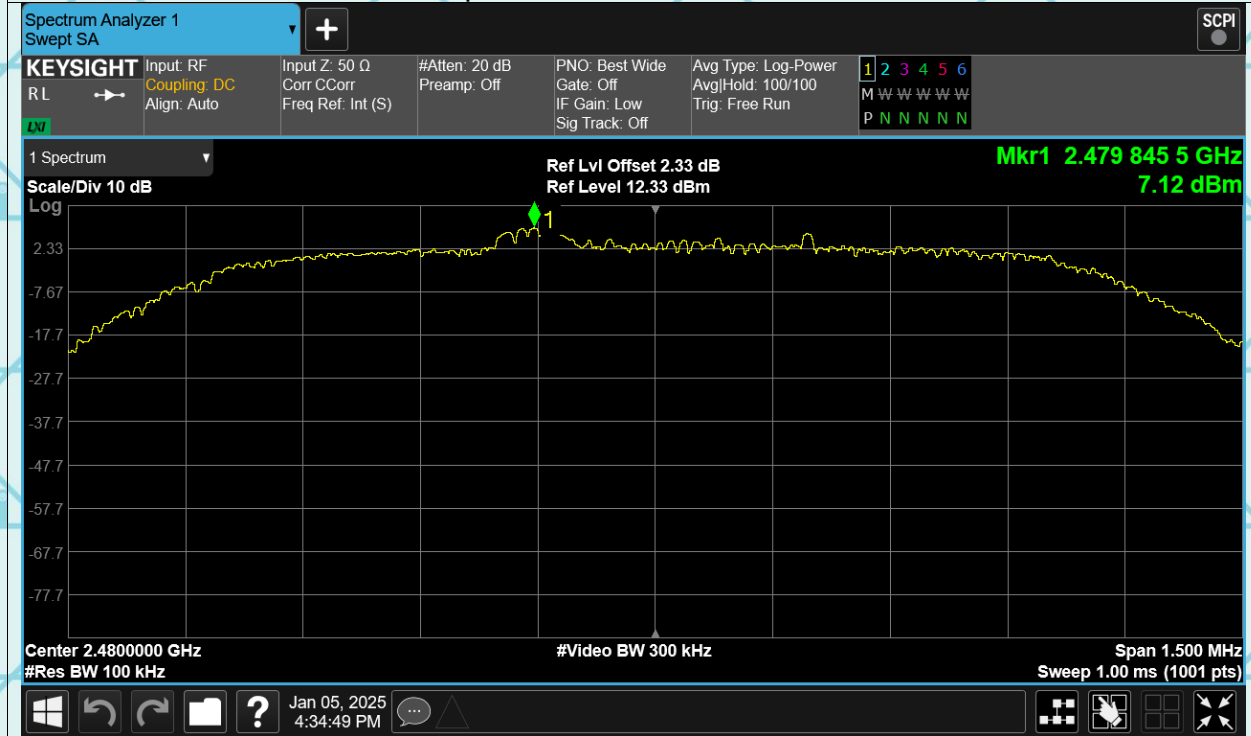 Spectrum Analyzer 1
Swept SA
SCPI
KEYSIGHT
R L
LXI
Input: RF
Coupling: DC
Align: Auto
Input Z: 50 Ω
Corr CCorr
Freq Ref: Int (S)
#Atten: 20 dB
Preamp: Off
PNO: Best Wide
Gate: Off
IF Gain: Low
Sig Track: Off
Avg Type: Log-Power
Avg|Hold: 100/100
Trig: Free Run
1 2 3 4 5 6
M W W W W W
P N N N N N
1 Spectrum
Scale/Div 10 dB
Ref Lvl Offset 2.33 dB
Ref Level 12.33 dBm
Mkr1 2.479 845 5 GHz
7.12 dBm
Log
1
2.33
-7.67
-17.7
-27.7
-37.7
-47.7
-57.7
-67.7
-77.7
Center 2.4800000 GHz
#Res BW 100 kHz
#Video BW 300 kHz
Span 1.500 MHz
Sweep 1.00 ms (1001 pts)
?
Jan 05, 2025
4:34:49 PM